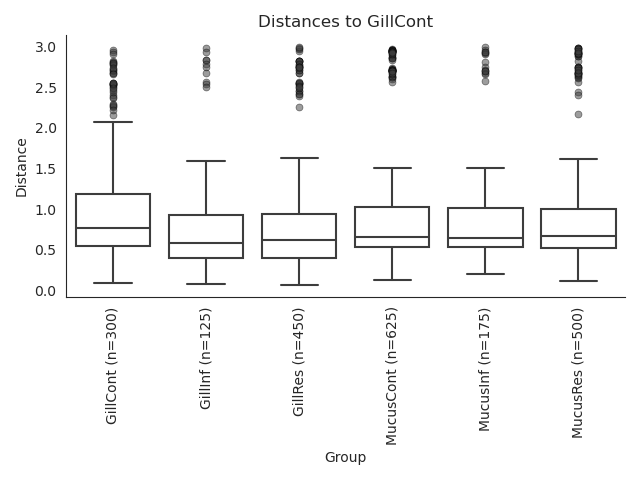 Distances to GillCont
Distance
3.0
2.5
2.0
1.5
1.0
0.5
0.0
GillCont (n=300)
GillInf (n=125)
GillRes (n=450)
MucusCont (n=625)
MucusInf (n=175)
MucusRes (n=500)
Group